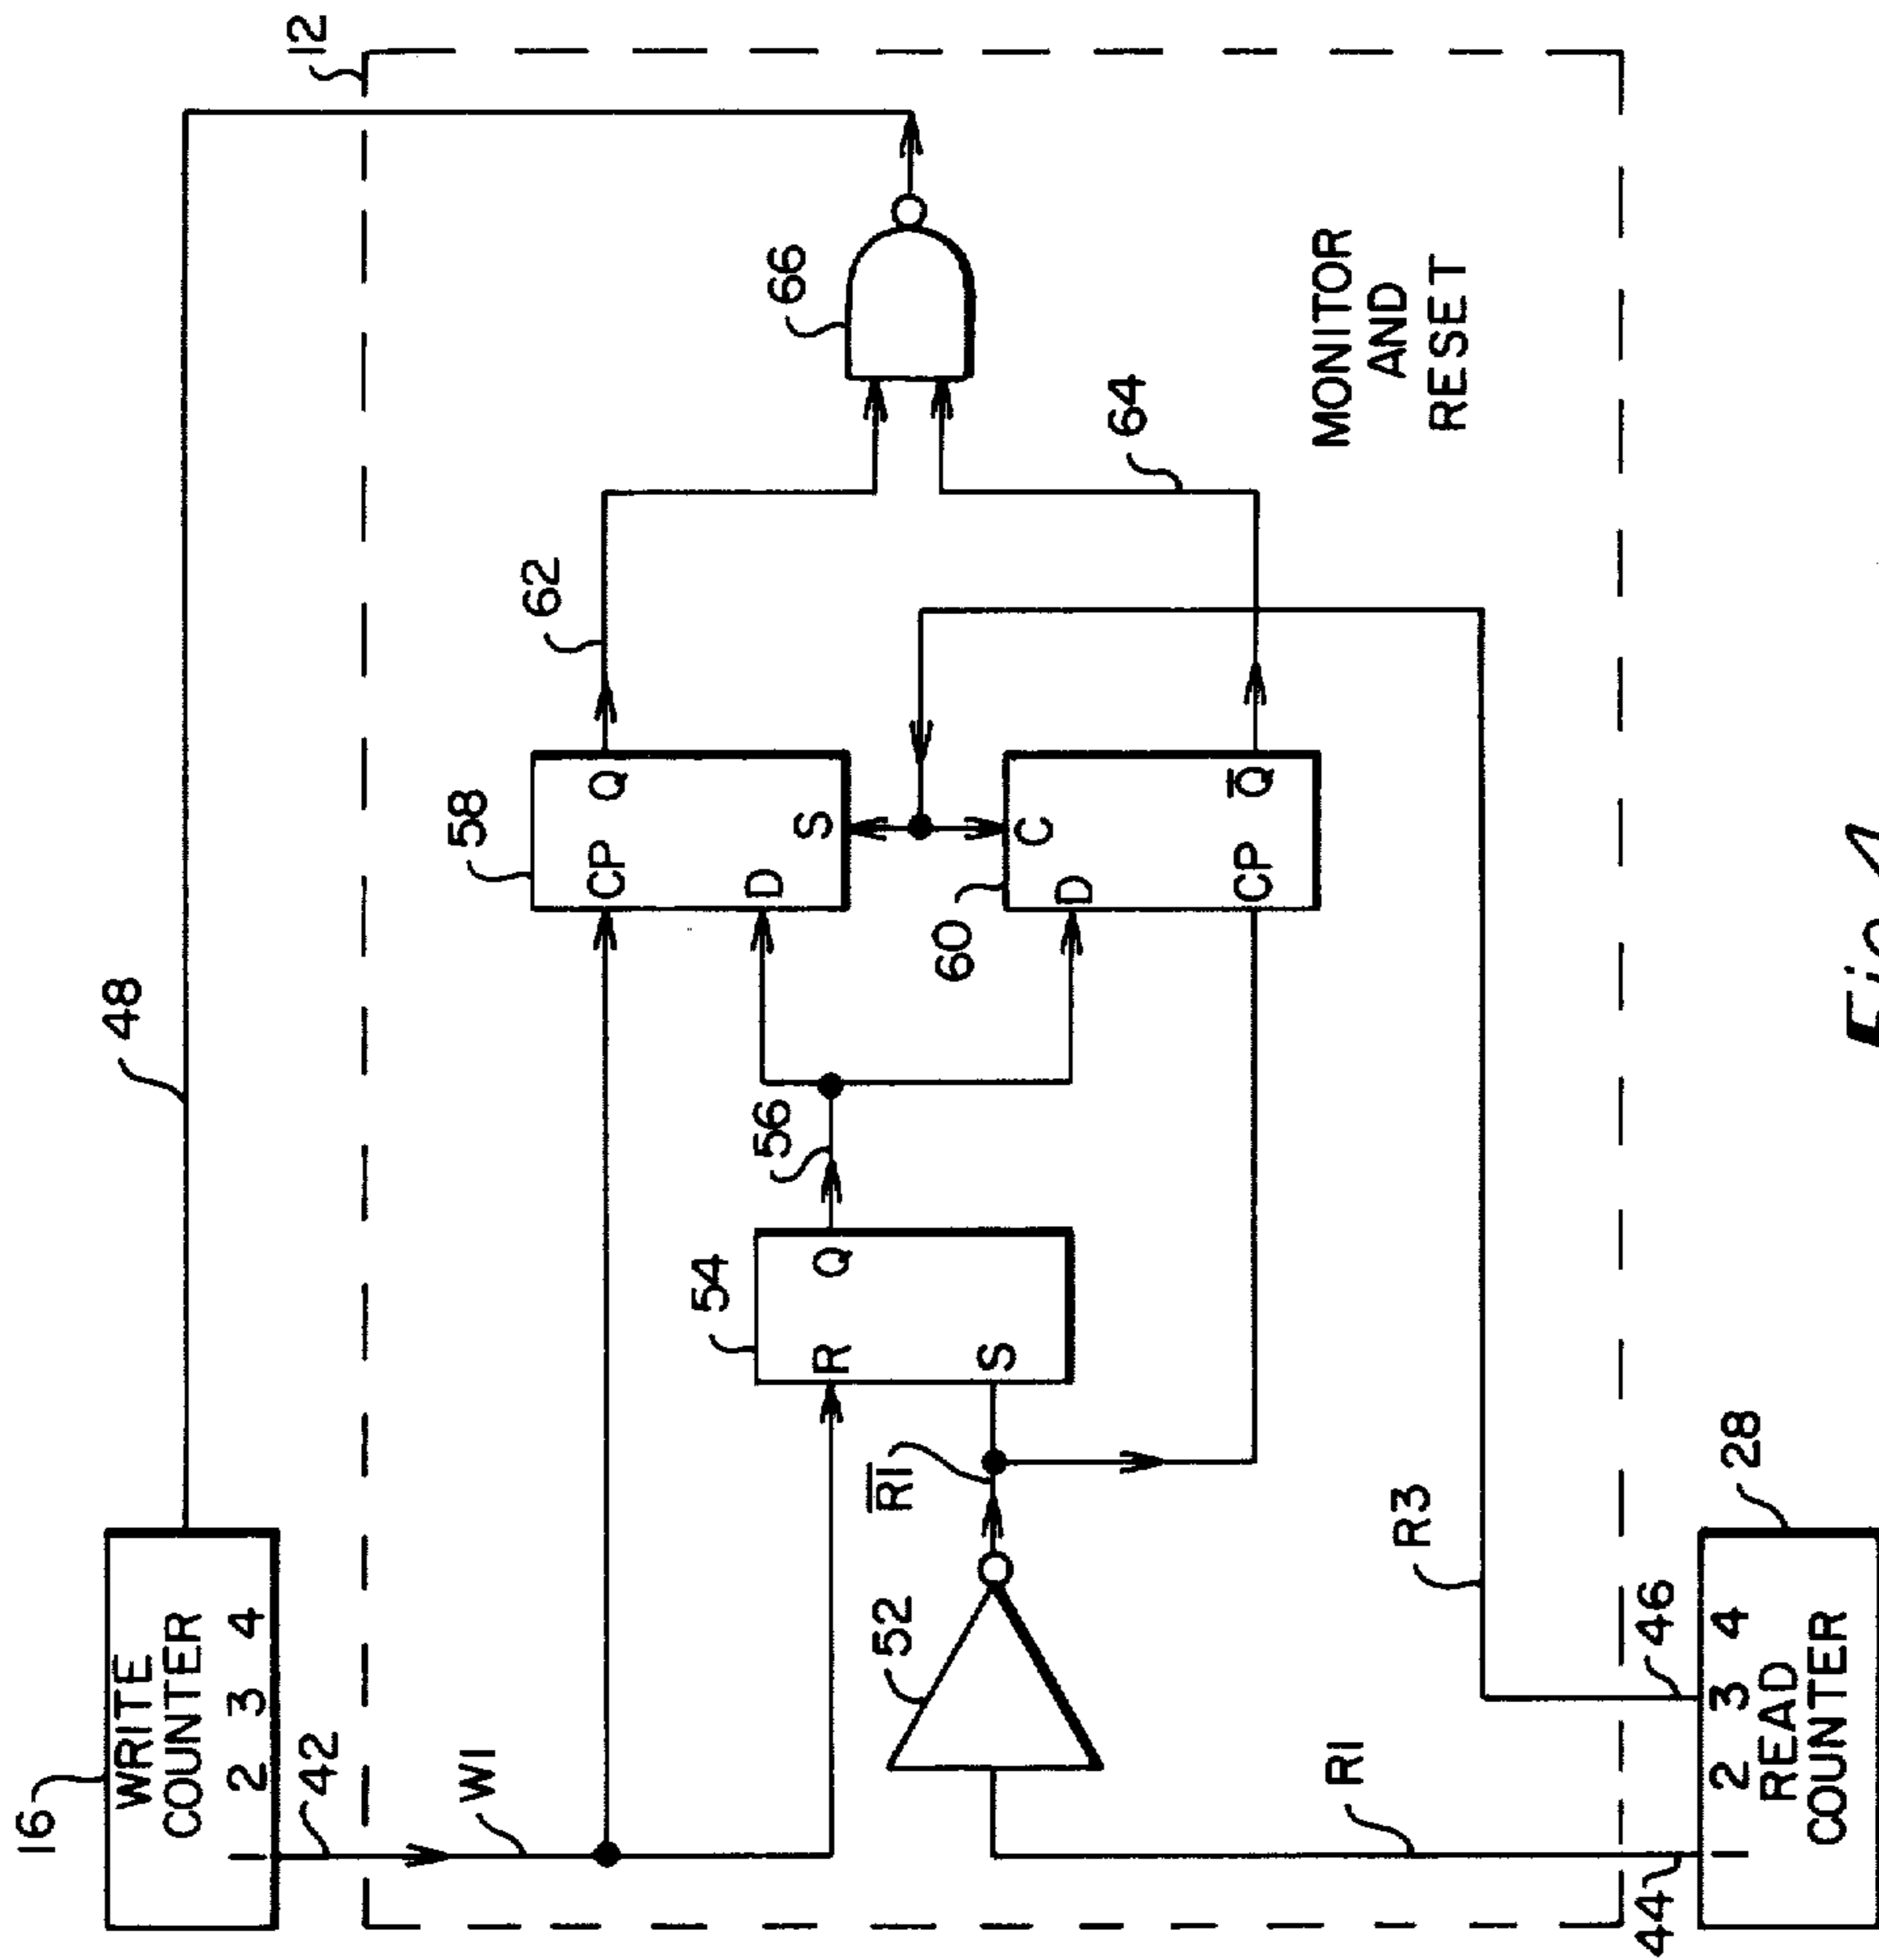 12
48
16
WRITE
COUNTER
1 2 3 4
42
W1
58
CP Q
D
S
62
66
56
54
R Q
S
60
C
D
CP Q̅
64
R̅1̅
52
MONITOR
AND
RESET
R3
R1
46
44
28
1 2 3 4
READ
COUNTER
Fig. 4